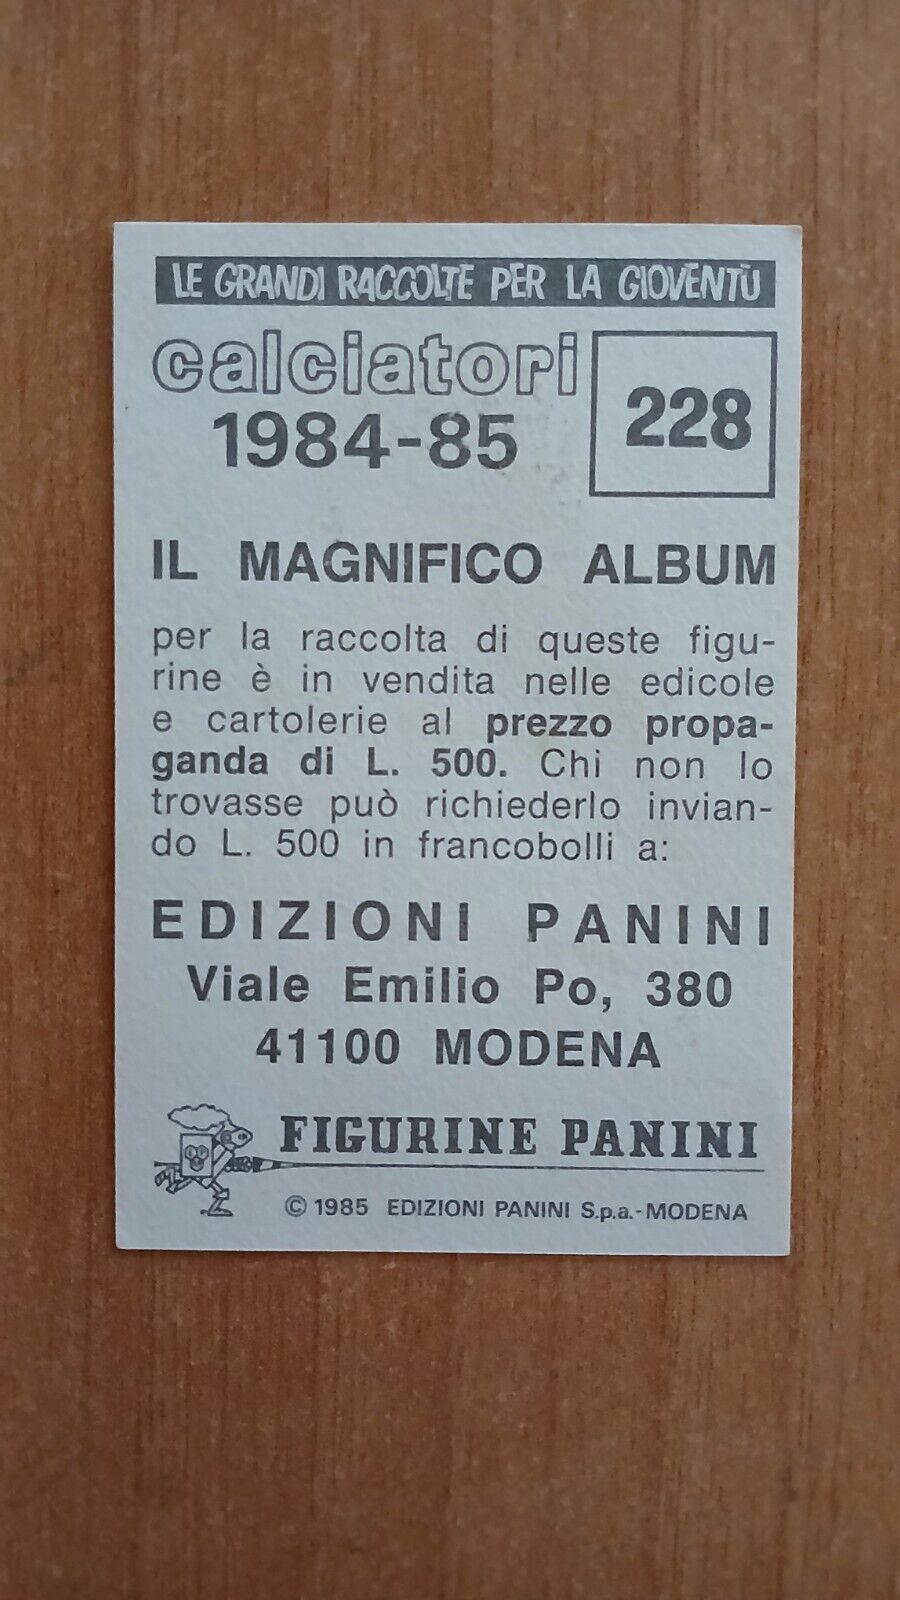 LE GRANDI RACCOLTE PER LA GIOVENTÙ
calciatori
1984-85
228
IL MAGNIFICO ALBUM
per la raccolta di queste figu-
rine è in vendita nelle edicole
e cartolerie al prezzo propa-
ganda di L. 500. Chi non lo
trovasse può richiederlo invian-
do L. 500 in francobolli a:
EDIZIONI PANINI
Viale Emilio Po, 380
41100 MODENA
FIGURINE PANINI
© 1985 EDIZIONI PANINI S.p.a.-MODENA